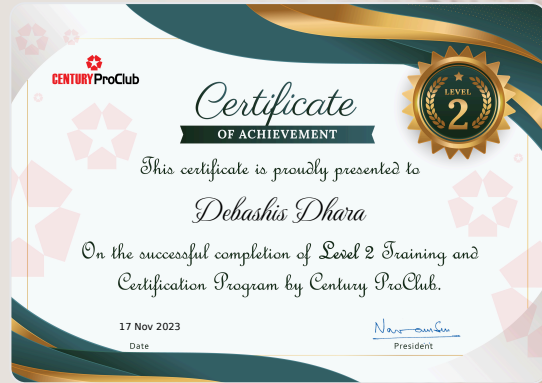 CENTURY ProClub
Certificate
OF ACHIEVEMENT
LEVEL
2
This certificate is proudly presented to
Debashis Dhara
On the successful completion of Level 2 Training and
Certification Program by Century ProClub.
17 Nov 2023
Date
President